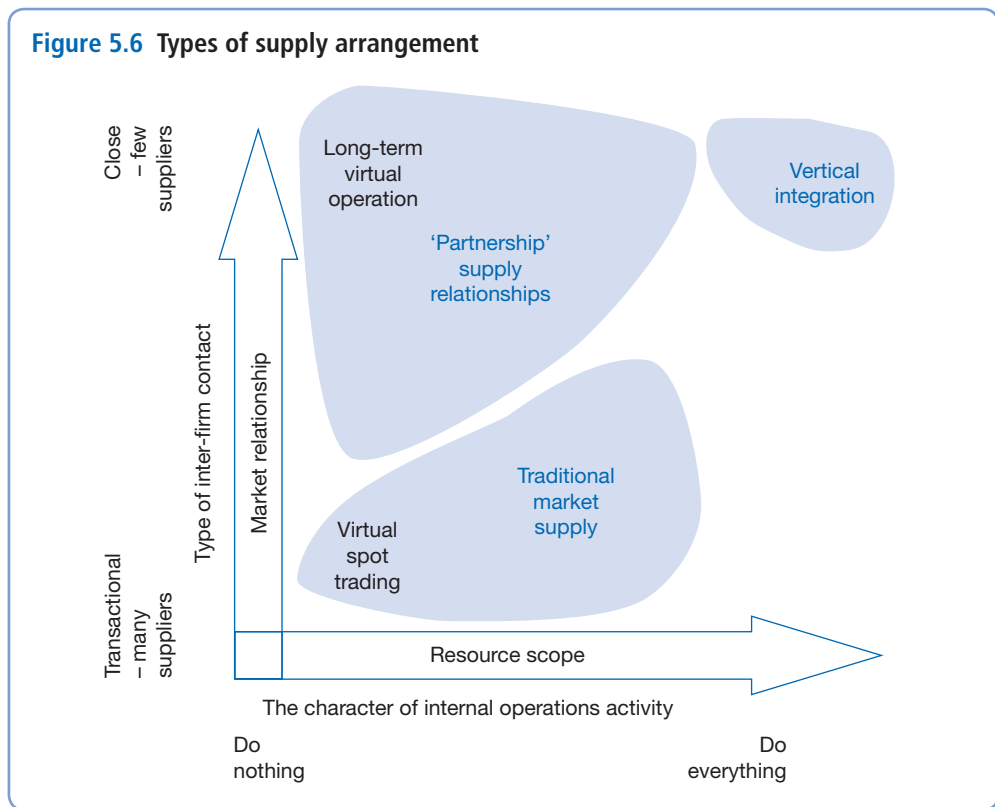 Figure 5.6 Types of supply arrangement
Close
– few
suppliers
Long-term
virtual
operation
Vertical
integration
‘Partnership’
supply
relationships
Type of inter-firm contact
Market relationship
Traditional
market
supply
Virtual
spot
trading
Transactional
– many
suppliers
Resource scope
The character of internal operations activity
Do
nothing
Do
everything